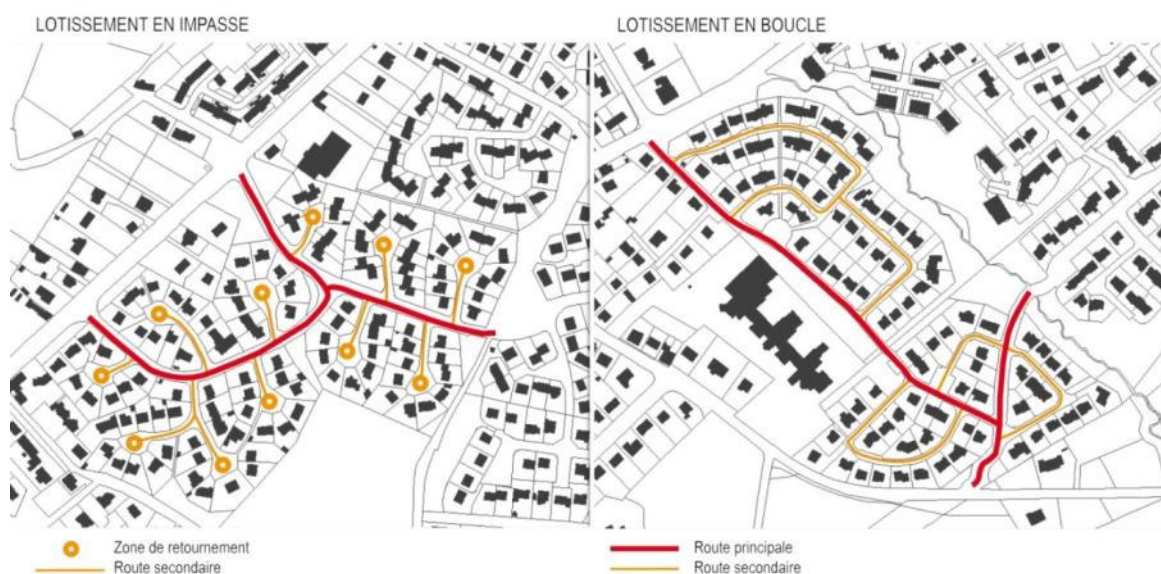 LOTISSEMENT EN IMPASSE
LOTISSEMENT EN BOUCLE
Zone de retournement
Route secondaire
Route principale
Route secondaire